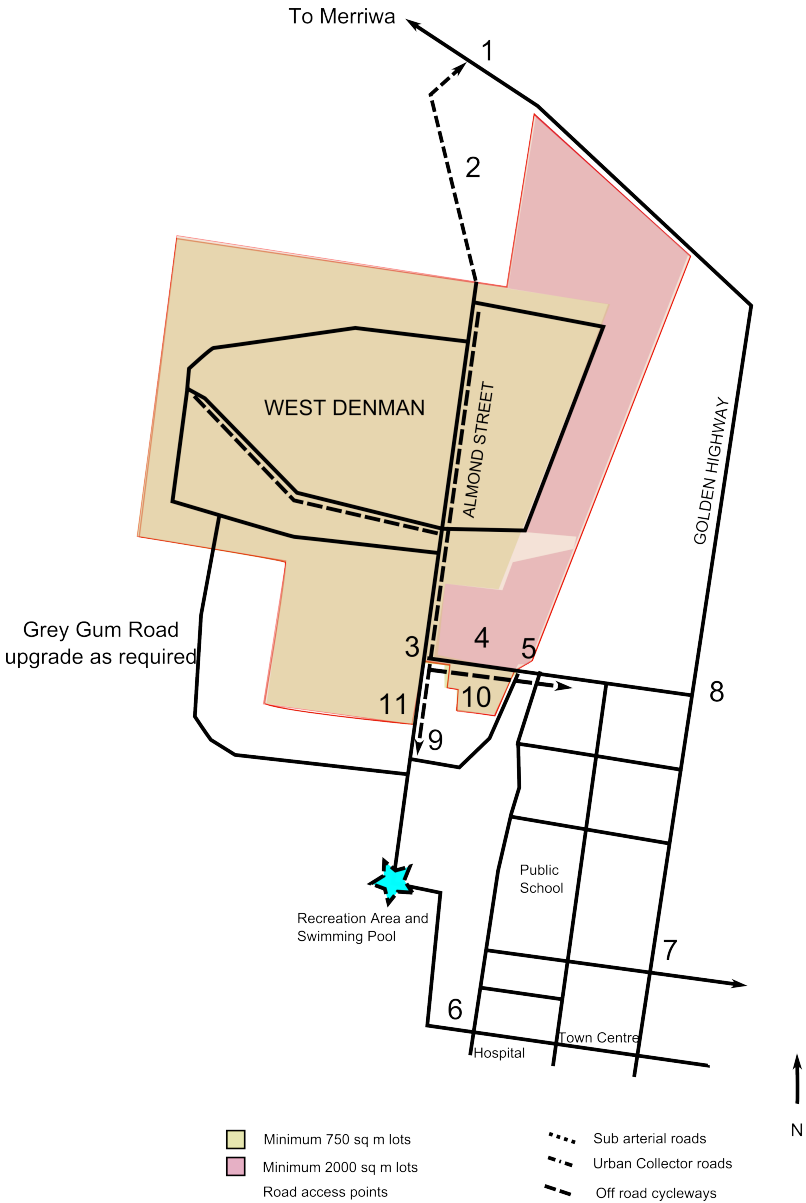 To Merriwa
1
2
WEST DENMAN
ALMOND STREET
GOLDEN HIGHWAY
Grey Gum Road
upgrade as required
3
4
5
8
11
10
9
Public
School
Recreation Area and
Swimming Pool
7
6
Town Centre
Hospital
N
Minimum 750 sq m lots
Minimum 2000 sq m lots
Road access points
Sub arterial roads
Urban Collector roads
Off road cycleways